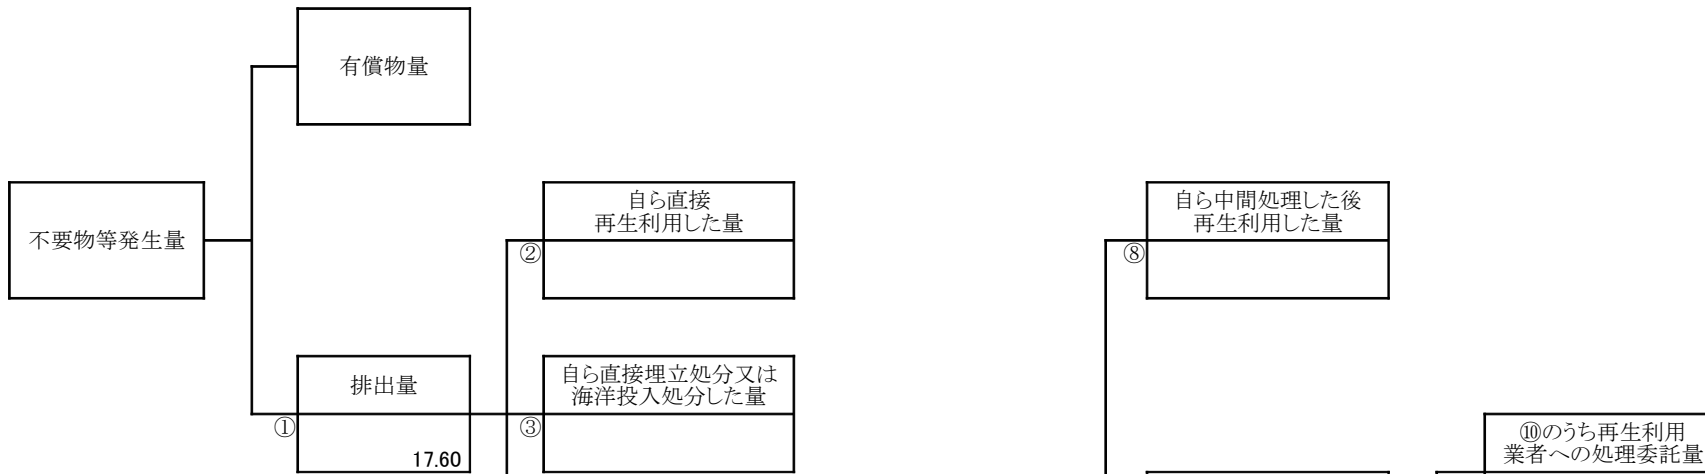 有償物量
不要物等発生量
自ら直接
再生利用した量
②
自ら中間処理した後
再生利用した量
⑧
排出量
①
17.60
自ら直接埋立処分又は
海洋投入処分した量
③
⑩のうち再生利用
業者への処理委託量